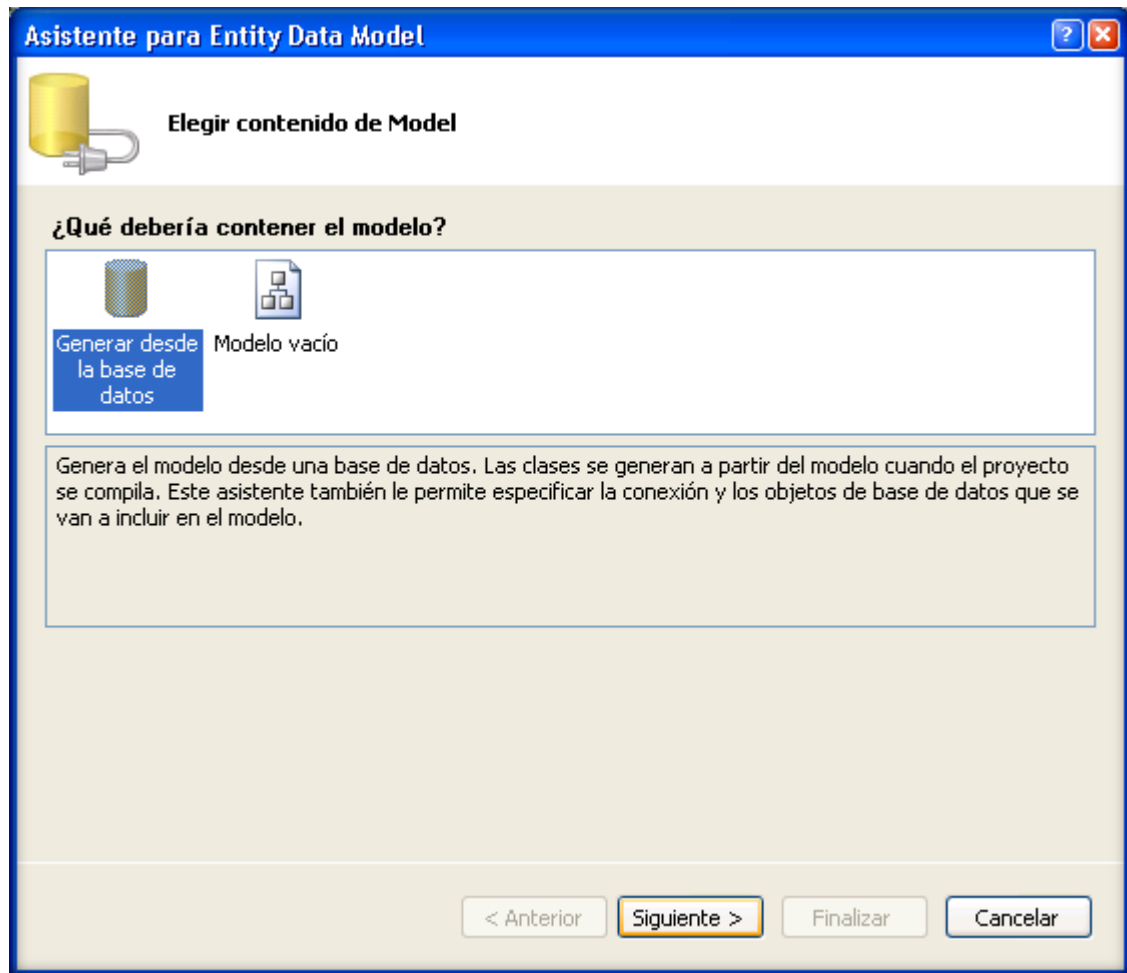 Asistente para Entity Data Model
Elegir contenido de Model
¿Qué debería contener el modelo?
Generar desde
la base de
datos
Modelo vacío
Genera el modelo desde una base de datos. Las clases se generan a partir del modelo cuando el proyecto
se compila. Este asistente también le permite especificar la conexión y los objetos de base de datos que se
van a incluir en el modelo.
< Anterior
Siguiente >
Finalizar
Cancelar